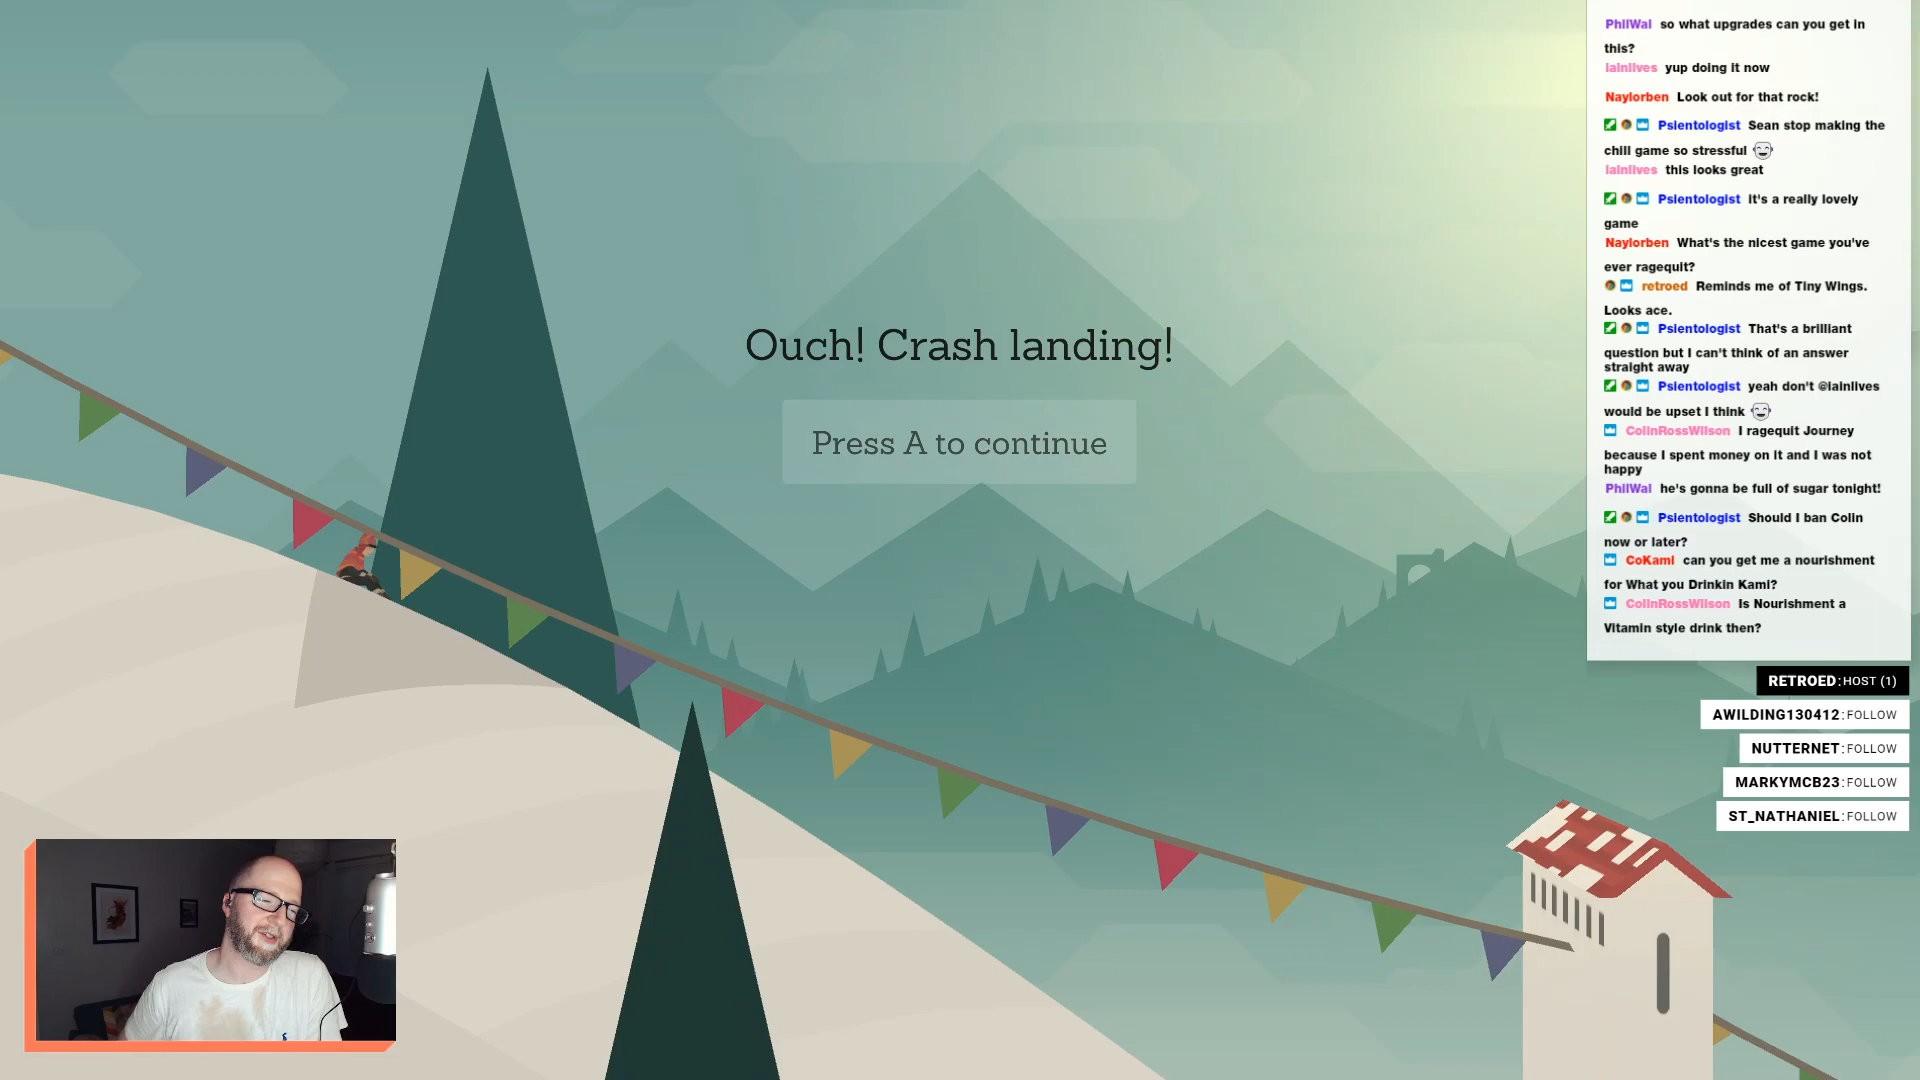 PhilWal so what upgrades can you get in
this?
lainlives yup doing it now
Naylorben Look out for that rock!
Psientologist Sean stop making the
chill game so stressful
lainlives this looks great
Psientologist It's a really lovely
game
Naylorben What's the nicest game you've
ever ragequit?
retroed Reminds me of Tiny Wings.
Looks ace.
Psientologist That's a brilliant
question but I can't think of an answer
straight away
Psientologist yeah don't @lainlives
would be upset I think
ColinRossWilson I ragequit Journey
because I spent money on it and I was not
happy
PhilWal he's gonna be full of sugar tonight!
Psientologist Should I ban Colin
now or later?
CoKami can you get me a nourishment
for What you Drinkin Kami?
ColinRossWilson Is Nourishment a
Vitamin style drink then?
Ouch! Crash landing!
Press A to continue
RETROED:HOST (1)
AWILDING130412:FOLLOW
NUTTERNET:FOLLOW
MARKYMCB23:FOLLOW
ST_NATHANIEL:FOLLOW